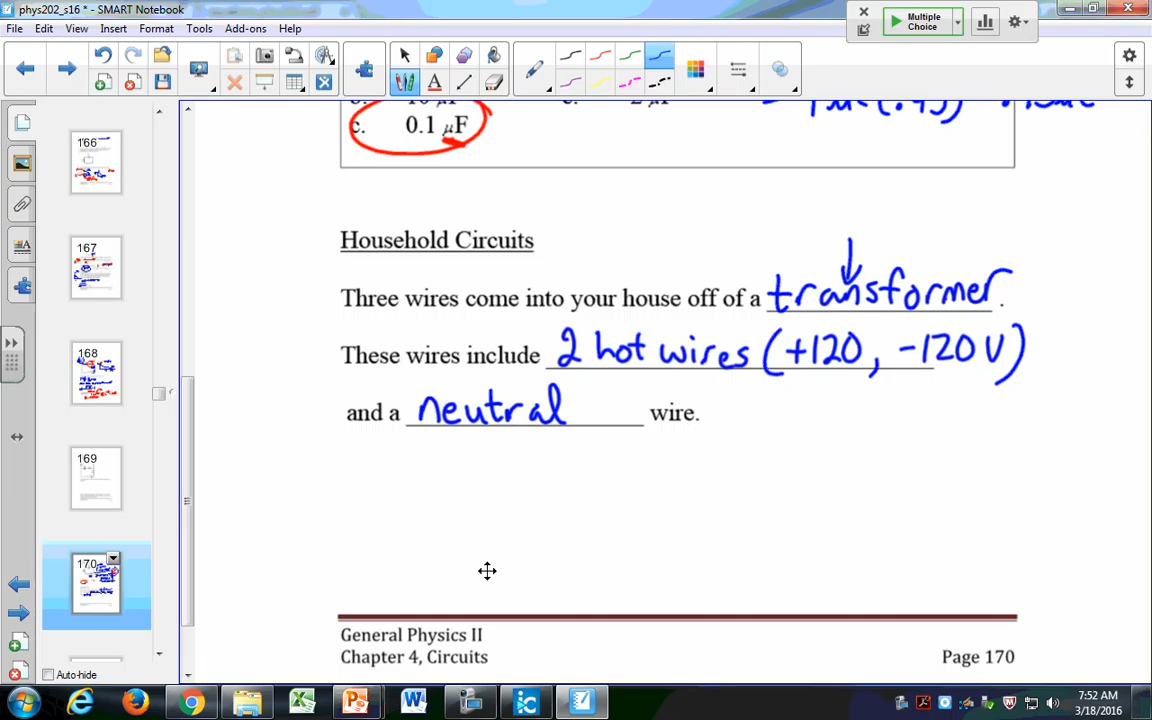 phys202_s16 * - SMART Notebook
File Edit View Insert Format Tools Add-ons Help
Multiple Choice
166
167
168
169
170
Auto-hide
c. 0.1 μF
Household Circuits
Three wires come into your house off of a transformer.
These wires include 2 hot wires (+120, -120 V)
and a neutral wire.
General Physics II
Chapter 4, Circuits
Page 170
7:52 AM
3/18/2016